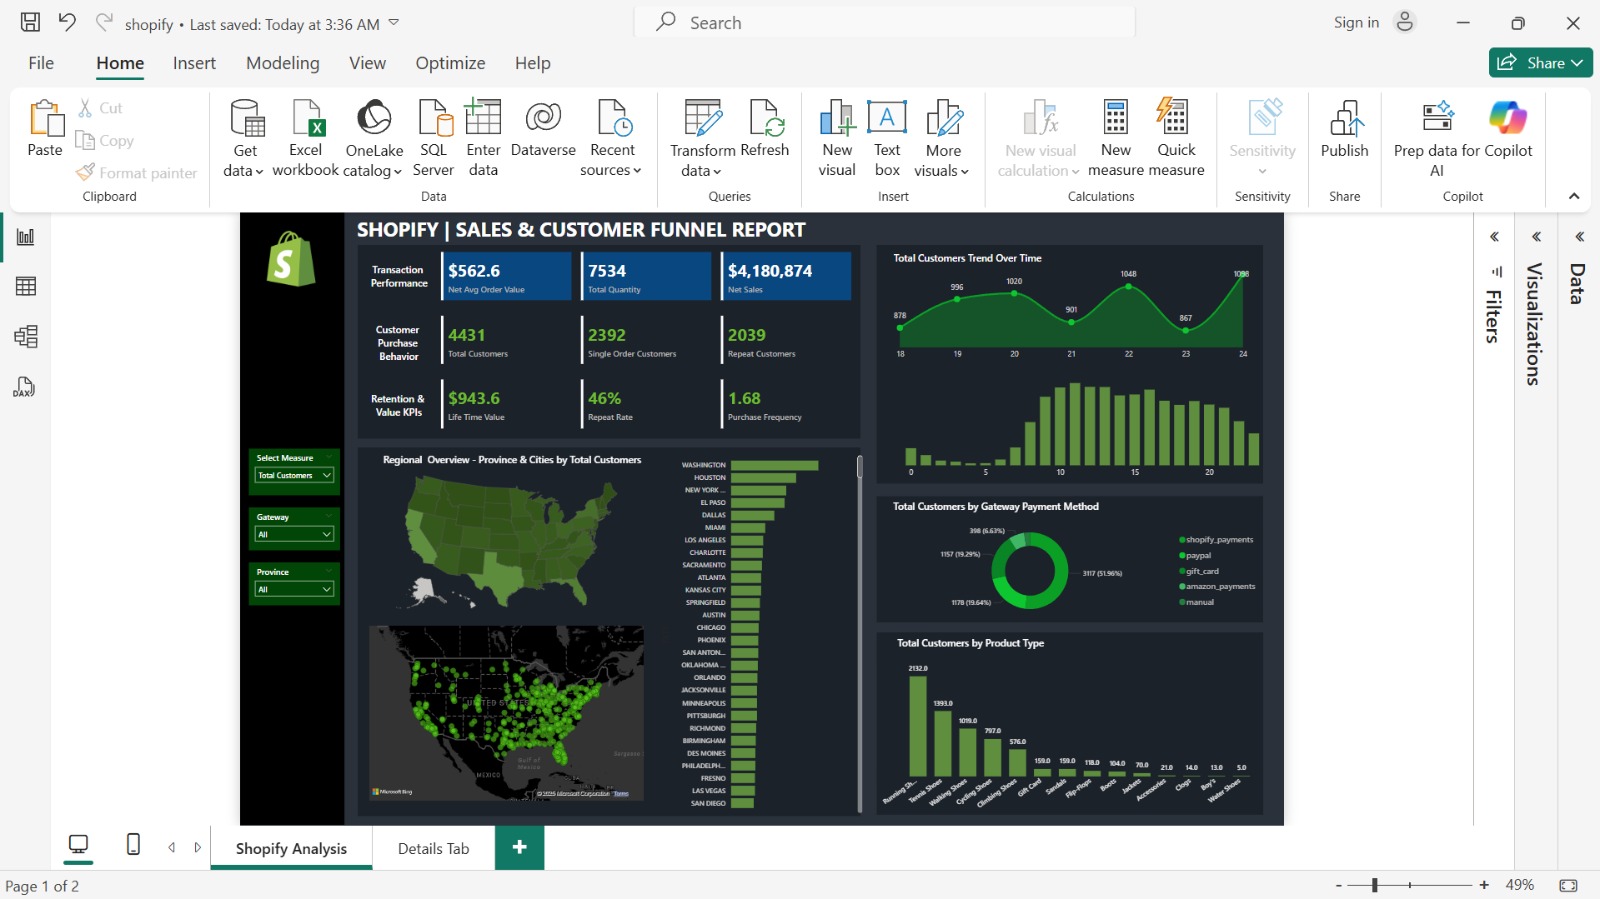 shopify • Last saved: Today at 3:36 AM
Search
Sign in
File
Home
Insert
Modeling
View
Optimize
Help
Share
Paste
Cut
Copy
Format painter
Clipboard
Get data
Excel workbook
OneLake catalog
SQL Server
Enter data
Dataverse
Recent sources
Data
Transform data
Refresh
Queries
New visual
Text box
More visuals
Insert
New visual calculation
New measure
Quick measure
Calculations
Sensitivity
Sensitivity
Publish
Share
Prep data for AI
Copilot
Copilot
DAX
SHOPIFY | SALES & CUSTOMER FUNNEL REPORT
Transaction Performance
$562.6
Net Avg Order Value
7534
Total Quantity
$4,180,874
Net Sales
Customer Purchase Behavior
4431
Total Customers
2392
Single Order Customers
2039
Repeat Customers
Retention & Value KPIs
$943.6
Life Time Value
46%
Repeat Rate
1.68
Purchase Frequency
Select Measure
Total Customers
Gateway
All
Province
All
Regional Overview - Province & Cities by Total Customers
WASHINGTON
HOUSTON
NEW YORK ...
EL PASO
DALLAS
MIAMI
LOS ANGELES
CHARLOTTE
SACRAMENTO
ATLANTA
KANSAS CITY
SPRINGFIELD
AUSTIN
CHICAGO
PHOENIX
SAN ANTON...
OKLAHOMA ...
ORLANDO
JACKSONVILLE
MINNEAPOLIS
PITTSBURGH
RICHMOND
BIRMINGHAM
DES MOINES
PHILADELPH...
FRESNO
LAS VEGAS
SAN DIEGO
UNITED STATES
MEXICO
Gulf of Mexico
Microsoft Bing
© 2025 Microsoft Corporation Terms
Total Customers Trend Over Time
878
996
1020
901
1048
867
1098
18 19 20 21 22 23 24
0 5 10 15 20
Total Customers by Gateway Payment Method
398 (6.63%)
1157 (19.29%)
1178 (19.64%)
3117 (51.96%)
shopify_payments
paypal
gift_card
amazon_payments
manual
Total Customers by Product Type
2132.0
1393.0
1019.0
797.0
576.0
159.0
159.0
118.0
104.0
70.0
21.0
14.0
13.0
5.0
Running Sh...
Tennis Shoes
Walking Shoes
Cycling Shoes
Climbing Shoes
Gift Card
Sandals
Flip-Flops
Boots
Jackets
Accessories
Clogs
Boy's
Water Shoes
Filters
Visualizations
Data
Shopify Analysis
Details Tab
Page 1 of 2
49%